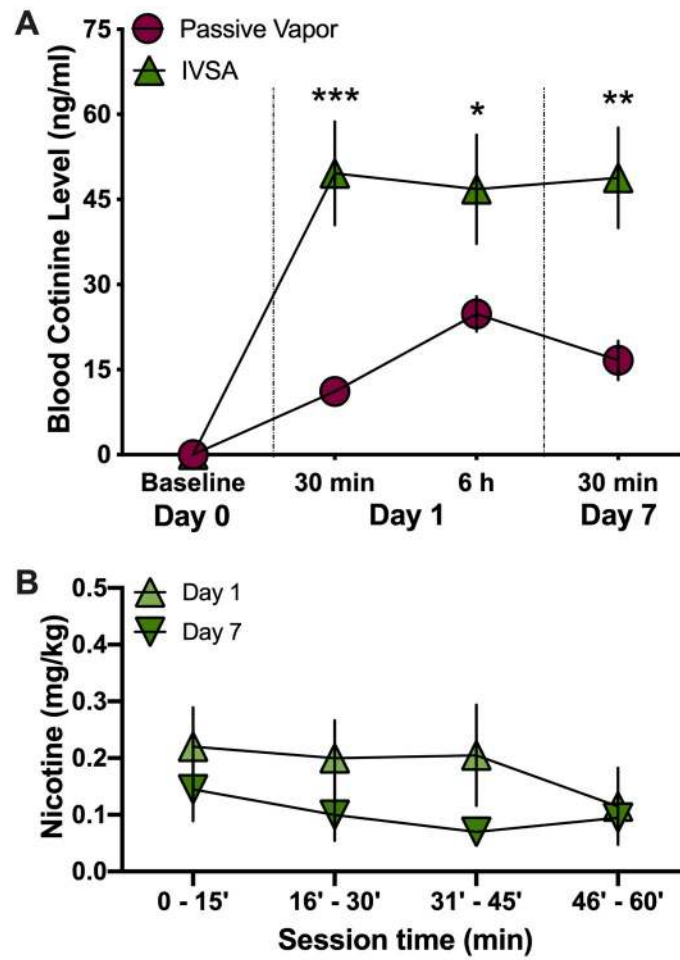 A
Passive Vapor
IVSA
Blood Cotinine Level (ng/ml)
75
60
45
30
15
0
***
*
**
Baseline 30 min 6 h 30 min
Day 0 Day 1 Day 7
B
Day 1
Day 7
Nicotine (mg/kg)
0.5
0.4
0.3
0.2
0.1
0.0
0 - 15' 16' - 30' 31' - 45' 46' - 60'
Session time (min)